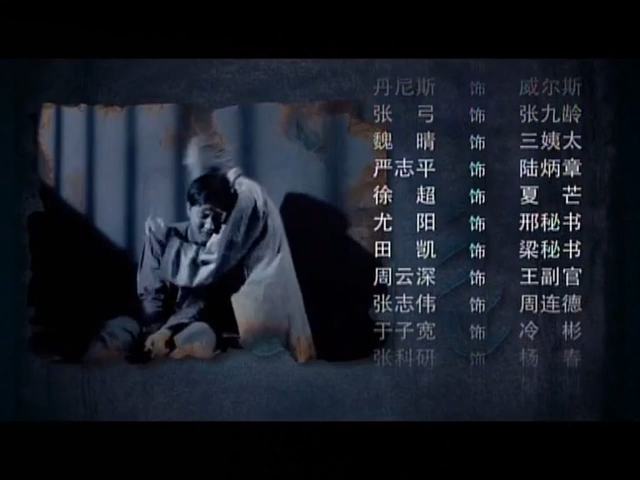 丹尼斯 饰 威尔斯
张弓 饰 张九龄
魏晴 饰 三姨太
严志平 饰 陆炳章
徐超 饰 夏芒
尤阳 饰 邢秘书
田凯 饰 梁秘书
周云深 饰 王副官
张志伟 饰 周连德
于子宽 饰 冷彬
张科研 饰 杨春